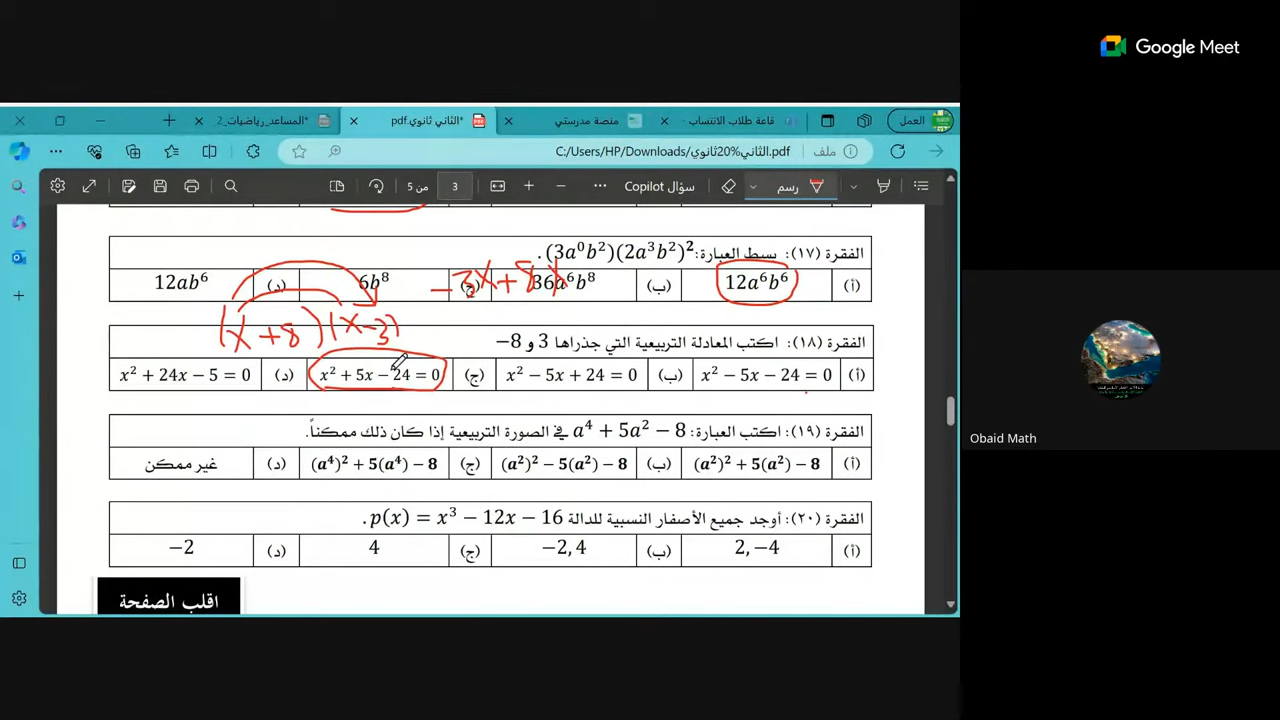 Google Meet
*المساعد_رياضيات_2
*الثاني ثانوي.pdf
منصة مدرستي
قاعة طلاب الانتساب -
العمل
C:/Users/HP/Downloads/الثاني%20ثانوي.pdf
ملف
من 5
3
سؤال Copilot
رسم
الفقرة (١٧): بسط العبارة: (3a⁰b²)(2a³b²)² .
(أ) 12a⁶b⁶ (ب) 36a⁶b⁸ (ج) 6b⁸ (د) 12ab⁶
−3x+8x
(x+8)(x−3)
الفقرة (١٨): اكتب المعادلة التربيعية التي جذراها 3 و 8−
(أ) x² − 5x − 24 = 0 (ب) x² − 5x + 24 = 0 (ج) x² + 5x − 24 = 0 (د) x² + 24x − 5 = 0
الفقرة (١٩): اكتب العبارة: a⁴ + 5a² − 8 في الصورة التربيعية إذا كان ذلك ممكناً.
(أ) (a²)² + 5(a²) − 8 (ب) (a²)² − 5(a²) − 8 (ج) (a⁴)² + 5(a⁴) − 8 (د) غير ممكن
الفقرة (٢٠): أوجد جميع الأصفار النسبية للدالة p(x) = x³ − 12x − 16 .
(أ) 2, −4 (ب) −2, 4 (ج) 4 (د) −2
اقلب الصفحة
Obaid Math